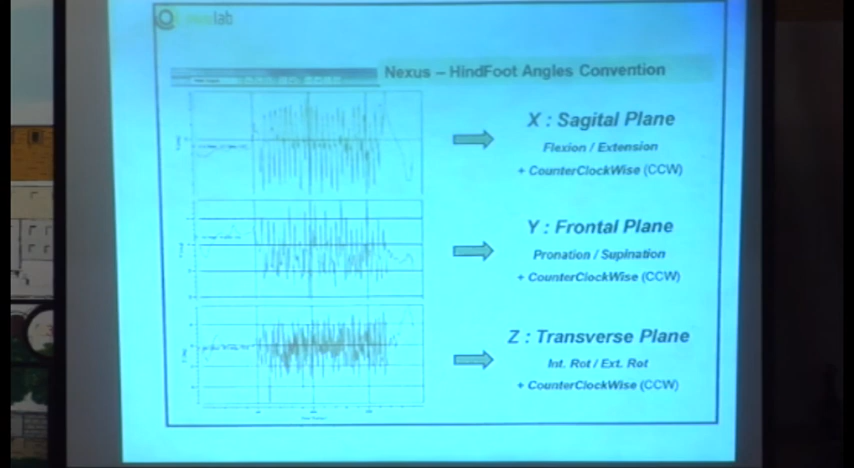 lab
Nexus – HindFoot Angles Convention
X : Sagital Plane
Flexion / Extension
+ CounterClockWise (CCW)
Y : Frontal Plane
Pronation / Supination
+ CounterClockWise (CCW)
Z : Transverse Plane
Int. Rot / Ext. Rot
+ CounterClockWise (CCW)